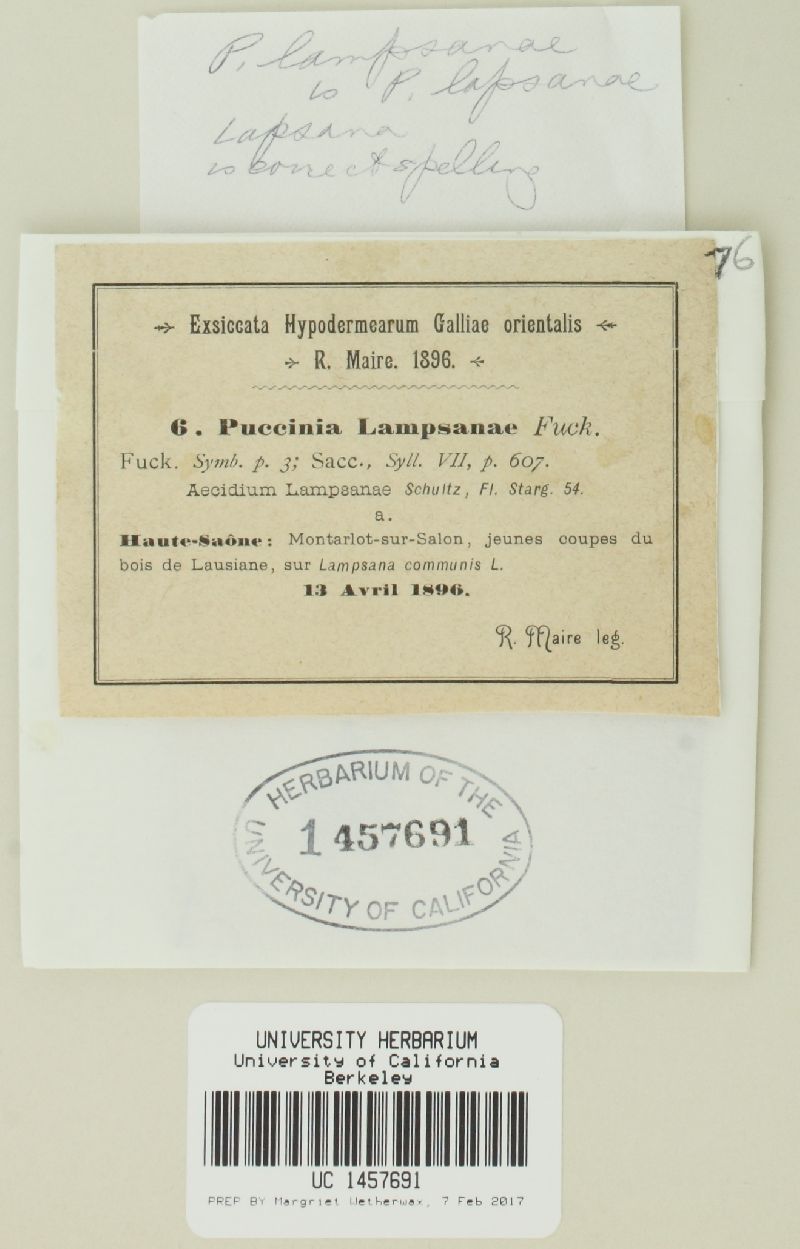 P. lampsanae
is P. lapsanae
Lapsana
is correct spelling
76
Exsiccata Hypodermearum Galliae orientalis
R. Maire. 1896.
6. Puccinia Lampsanae Fuck.
Fuck. Symb. p. 3; Sacc., Syll. VII, p. 607.
Aecidium Lampsanae Schultz, Fl. Starg. 54.
a.
Haute-Saône: Montarlot-sur-Salon, jeunes coupes du
bois de Lausiane, sur Lampsana communis L.
13 Avril 1896.
R. Maire leg.
HERBARIUM OF THE
1457691
UNIVERSITY OF CALIFORNIA
UNIVERSITY HERBARIUM
University of California
Berkeley
UC 1457691
PREP BY Margriet Wetherwax, 7 Feb 2017